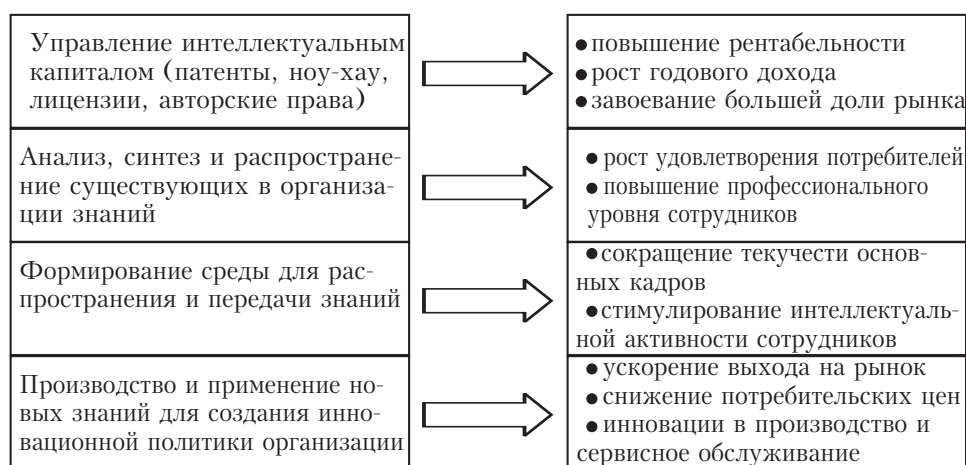 Управление интеллектуальным
капиталом (патенты, ноу-хау,
лицензии, авторские права)
● повышение рентабельности
● рост годового дохода
● завоевание большей доли рынка
Анализ, синтез и распростране-
ние существующих в организа-
ции знаний
● рост удовлетворения потребителей
● повышение профессионального
уровня сотрудников
Формирование среды для рас-
пространения и передачи знаний
● сокращение текучести основ-
ных кадров
● стимулирование интеллектуаль-
ной активности сотрудников
Производство и применение но-
вых знаний для создания инно-
вационной политики организации
● ускорение выхода на рынок
● снижение потребительских цен
● инновации в производство и
сервисное обслуживание